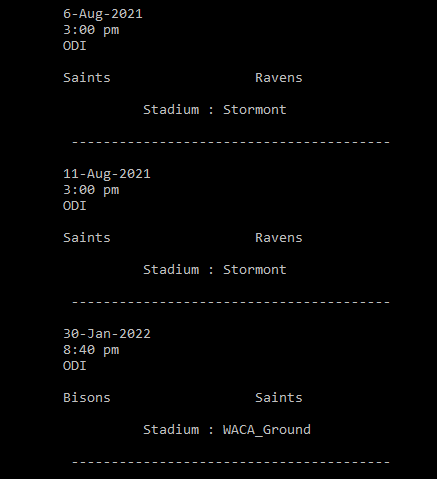 6-Aug-2021
3:00 pm
ODI
Saints Ravens
Stadium : Stormont
----------------------------------------
11-Aug-2021
3:00 pm
ODI
Saints Ravens
Stadium : Stormont
----------------------------------------
30-Jan-2022
8:40 pm
ODI
Bisons Saints
Stadium : WACA_Ground
----------------------------------------